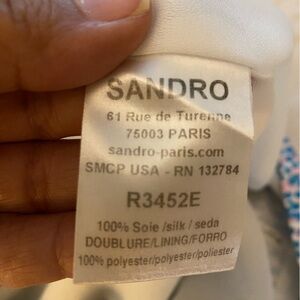 SANDRO
61 Rue de Turenne
75003 PARIS
sandro-paris.com
SMCP USA - RN 132784
R3452E
100% Soie /silk / seda
DOUBLURE/LINING/FORRO
100% polyester/polyester/poliester